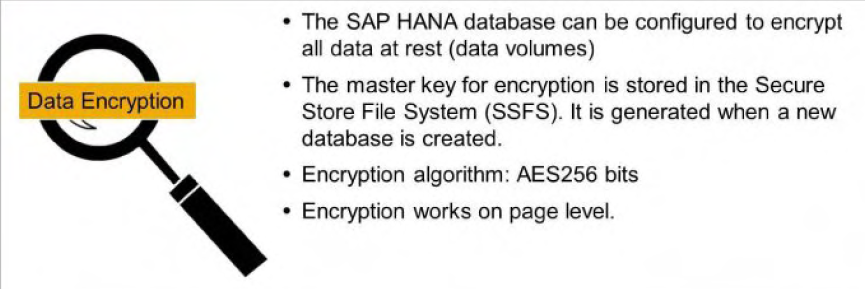 Data Encryption
• The SAP HANA database can be configured to encrypt
all data at rest (data volumes)
• The master key for encryption is stored in the Secure
Store File System (SSFS). It is generated when a new
database is created.
• Encryption algorithm: AES256 bits
• Encryption works on page level.